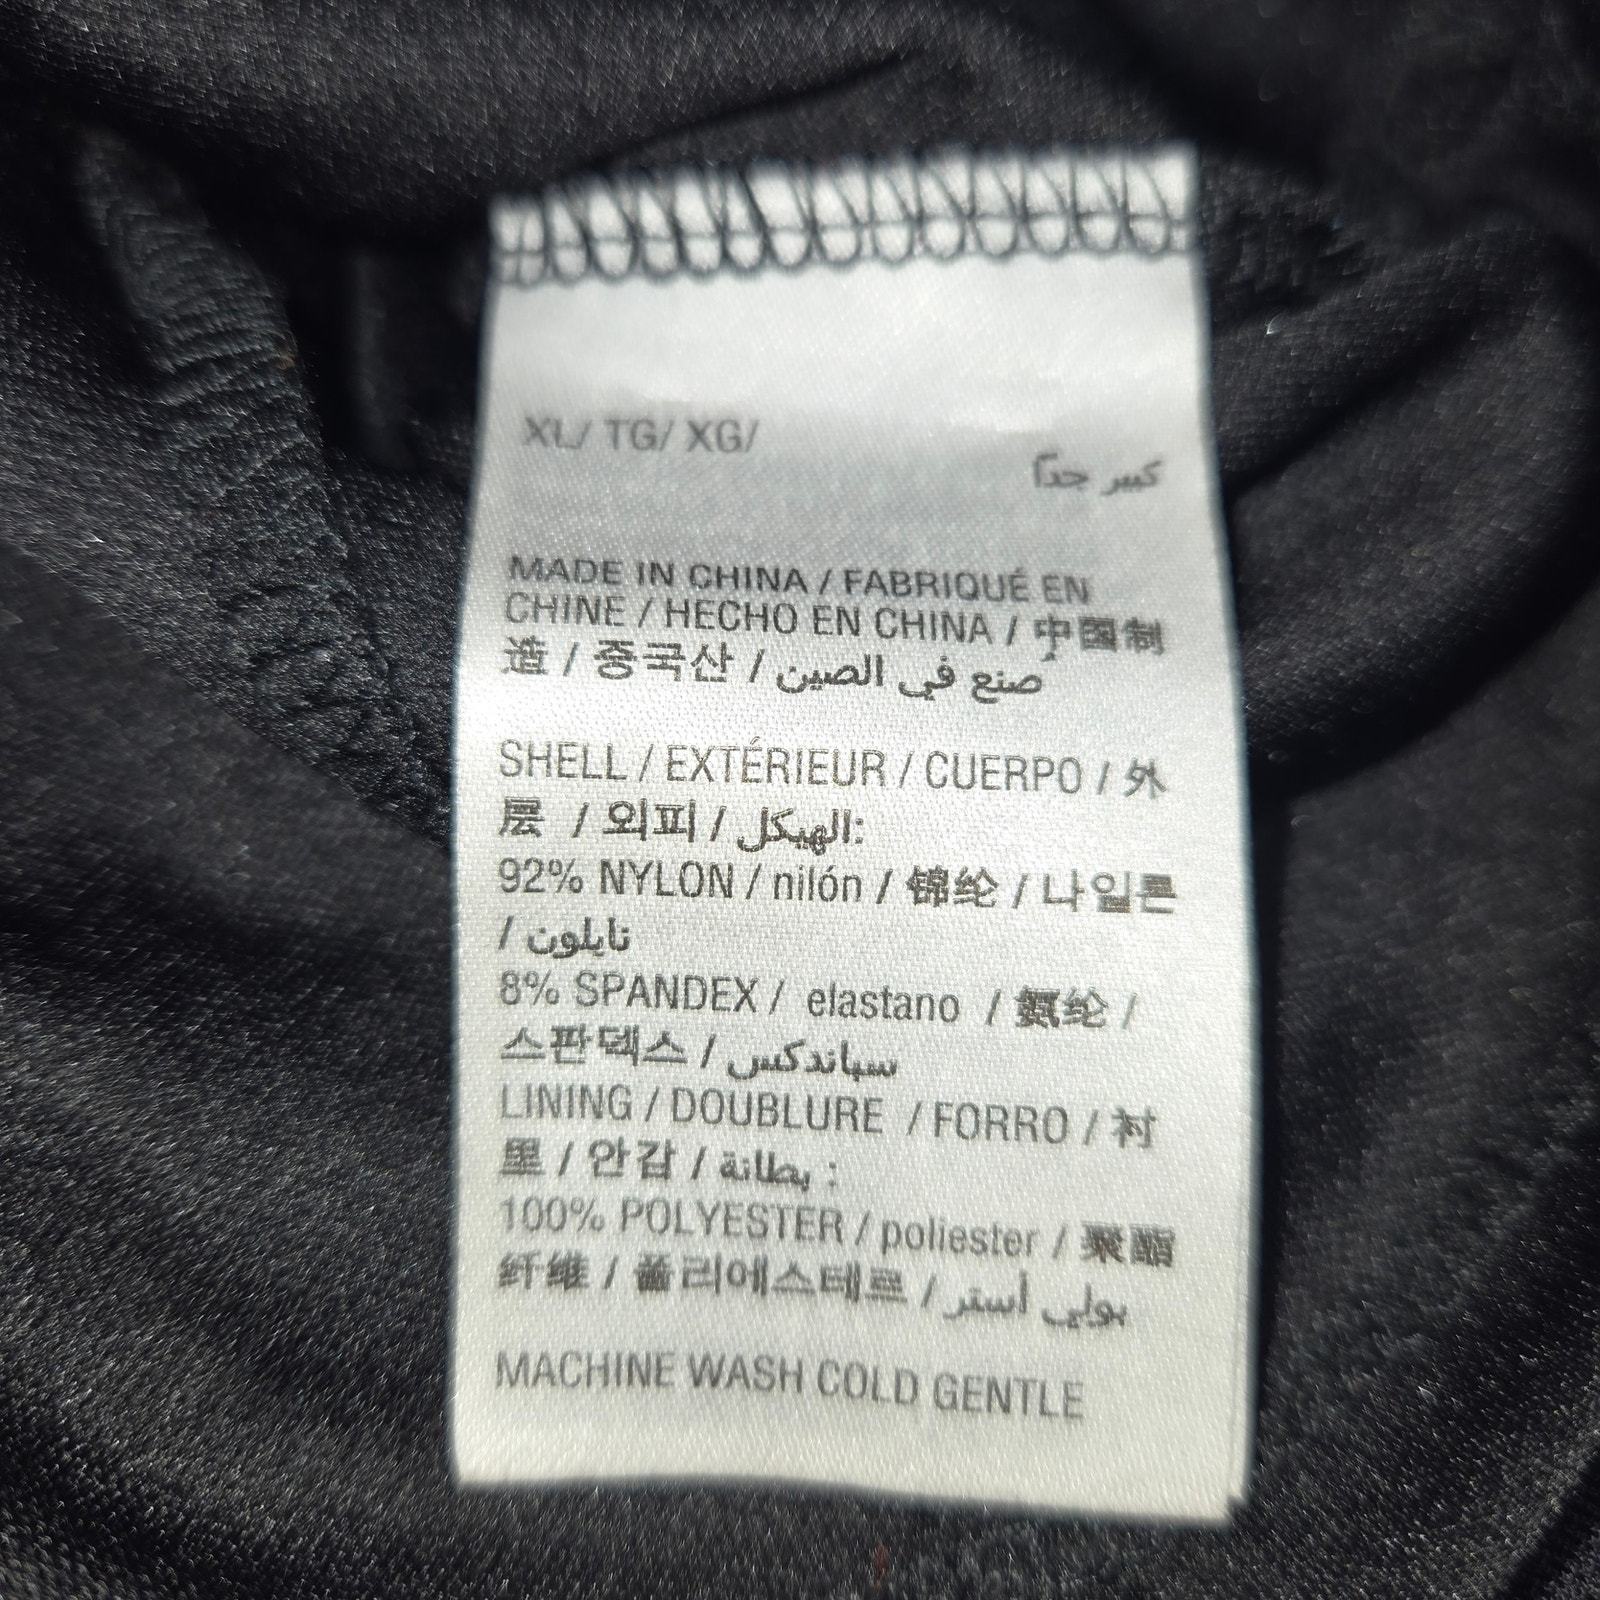 XL/ TG/ XG/
كبير جدًا
MADE IN CHINA / FABRIQUÉ EN
CHINE / HECHO EN CHINA / 中国制
造 / 중국산 / صنع في الصين
SHELL / EXTÉRIEUR / CUERPO / 外
层 / 외피 / الهيكل:
92% NYLON / nilón / 锦纶 / 나일론
/ نايلون
8% SPANDEX / elastano / 氨纶 /
스판덱스 / سباندكس
LINING / DOUBLURE / FORRO / 衬
里 / 안감 / بطانة :
100% POLYESTER / poliester / 聚酯
纤维 / 폴리에스테르 / بولي أستر
MACHINE WASH COLD GENTLE